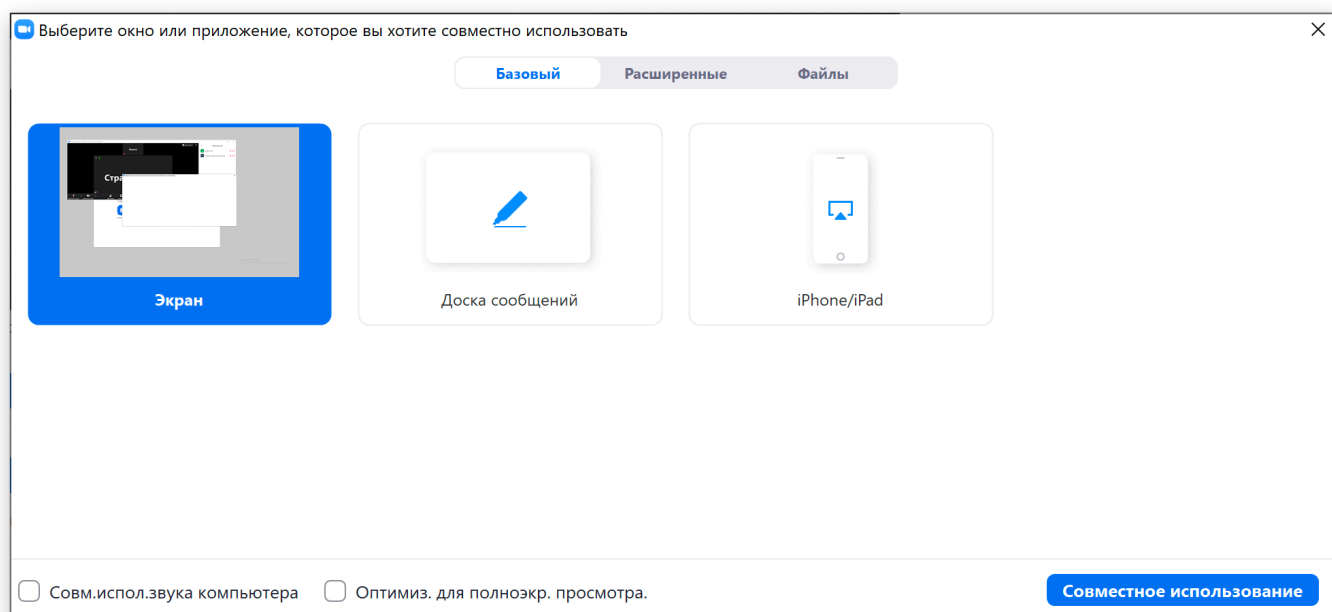 Выберите окно или приложение, которое вы хотите совместно использовать
Базовый Расширенные Файлы
Стра
Экран Доска сообщений iPhone/iPad
Совм.испол.звука компьютера Оптимиз. для полноэкр. просмотра. Совместное использование